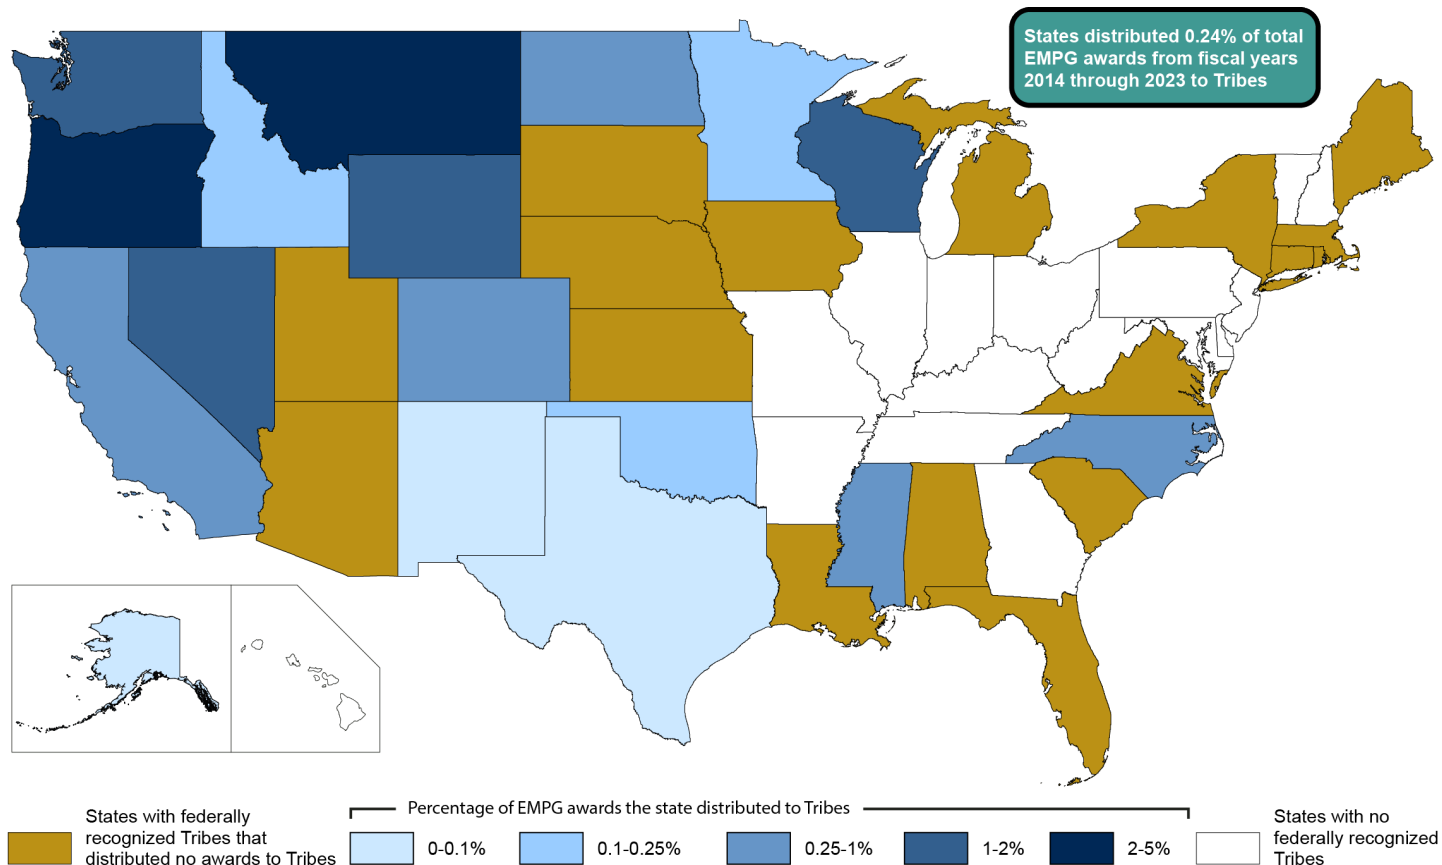 States distributed 0.24% of total
EMPG awards from fiscal years
2014 through 2023 to Tribes
States with federally
recognized Tribes that
distributed no awards to Tribes
Percentage of EMPG awards the state distributed to Tribes
0-0.1%
0.1-0.25%
0.25-1%
1-2%
2-5%
States with no
federally recognized
Tribes